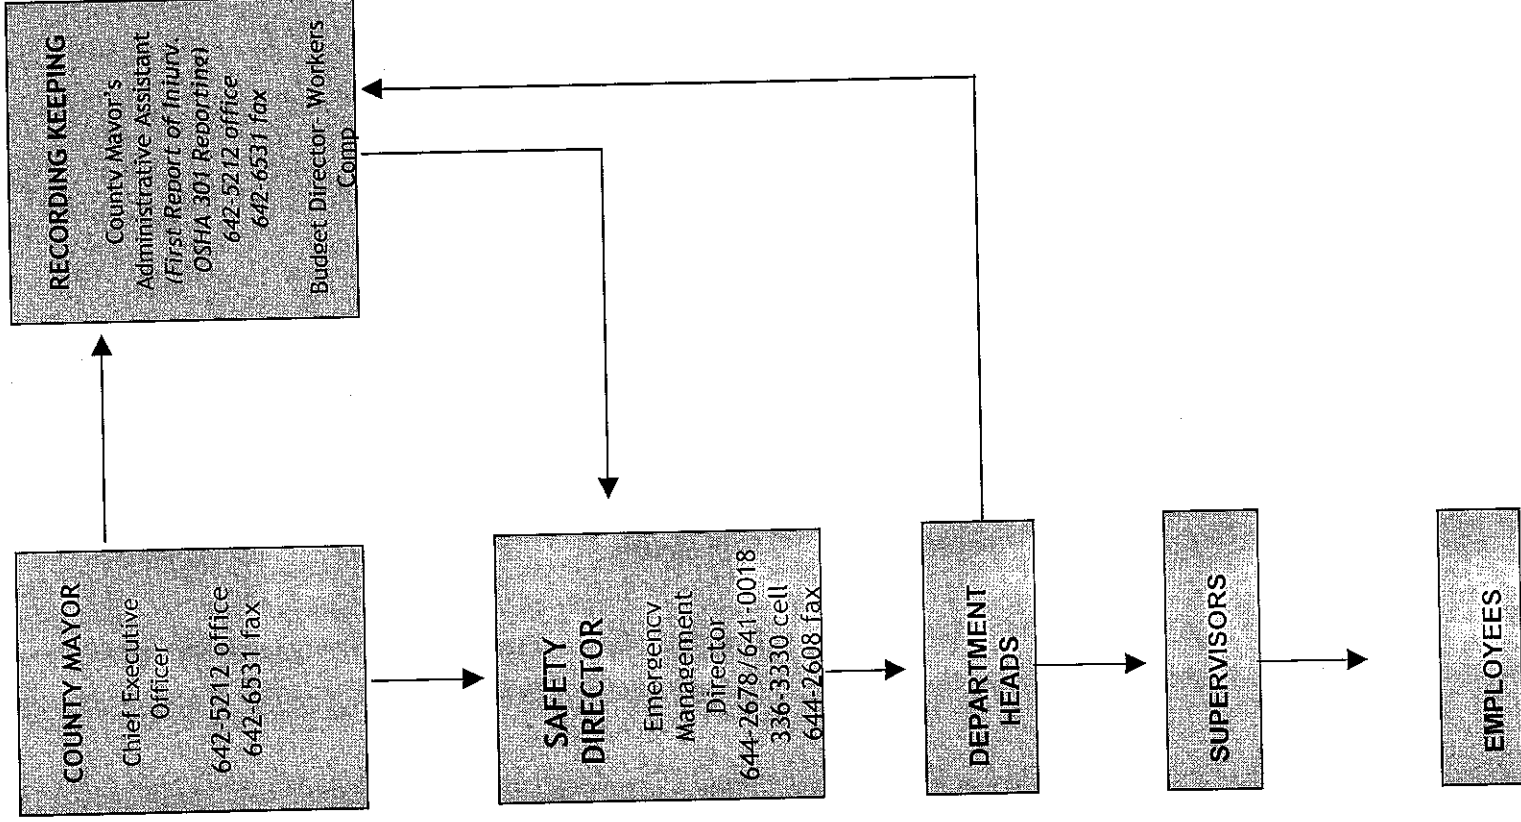 COUNTY MAYOR
Chief Executive
Officer
642-5212 office
642-6531 fax
RECORDING KEEPING
County Mayor's
Administrative Assistant
(First Report of Injury.
OSHA 301 Reporting)
642-5212 office
642-6531 fax
Budget Director- Workers
Comp
SAFETY
DIRECTOR
Emergency
Management
Director
644-2678/641-0018
336-3330 cell
644-2608 fax
DEPARTMENT
HEADS
SUPERVISORS
EMPLOYEES